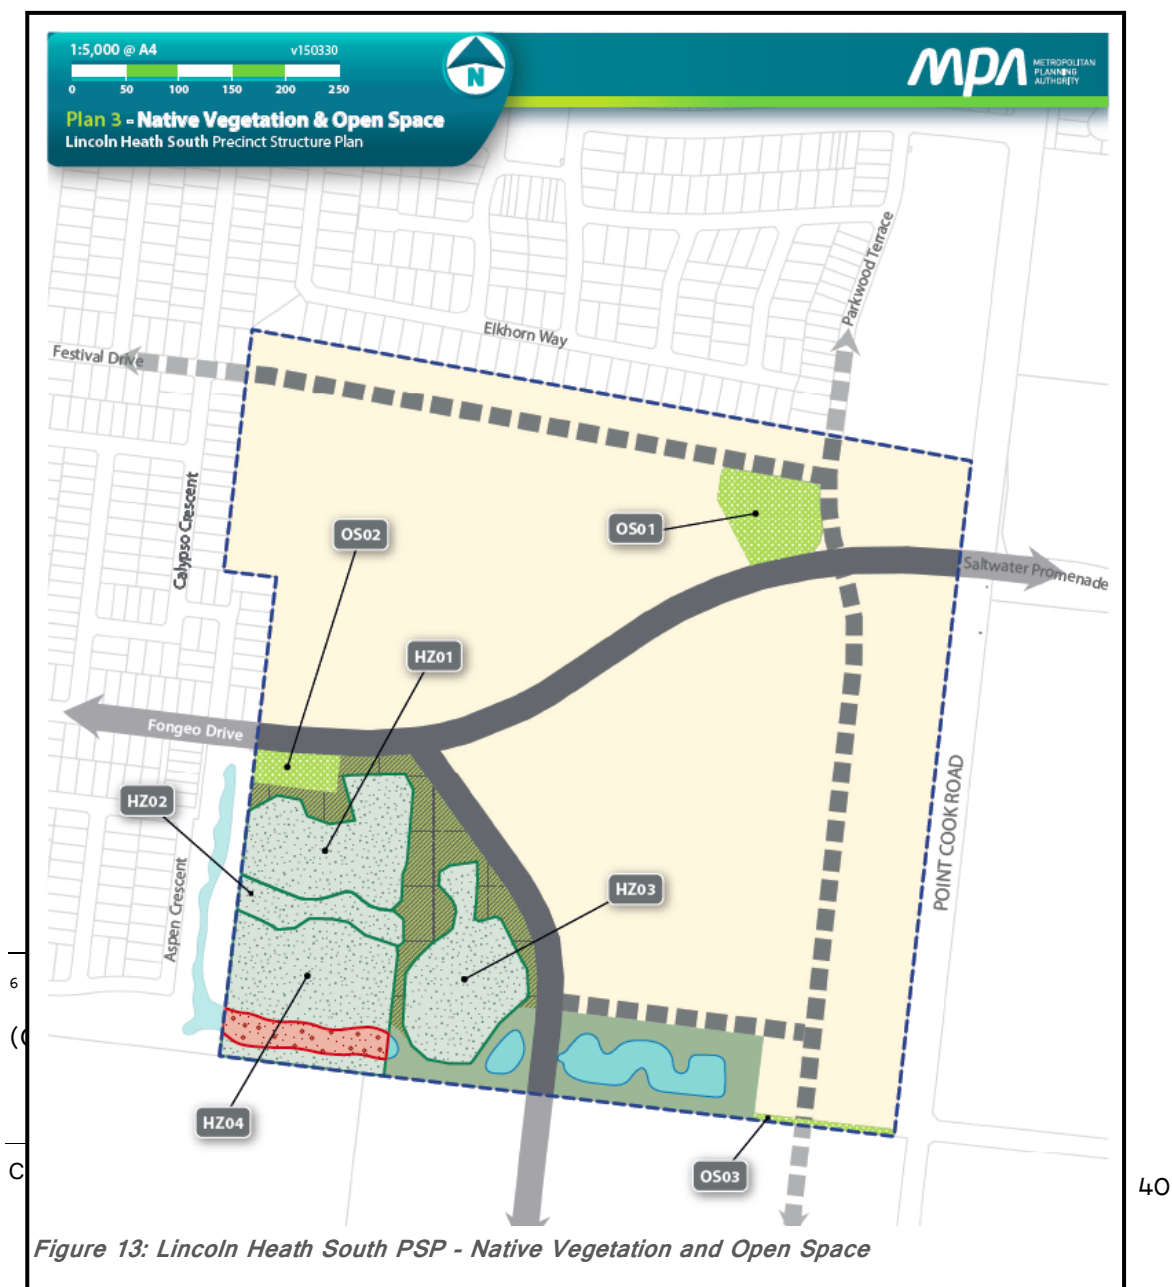 1:5,000 @ A4
v150330
0 50 100 150 200 250
N
Plan 3 - Native Vegetation & Open Space
Lincoln Heath South Precinct Structure Plan
MPA METROPOLITAN
PLANNING
AUTHORITY
Parkwood Terrace
Elkhorn Way
Festival Drive
Calypso Crescent
OS02
OS01
Saltwater Promenade
HZ01
Fongeo Drive
HZ02
POINT COOK ROAD
HZ03
Aspen Crescent
6
(
HZ04
OS03
C
40
Figure 13: Lincoln Heath South PSP - Native Vegetation and Open Space